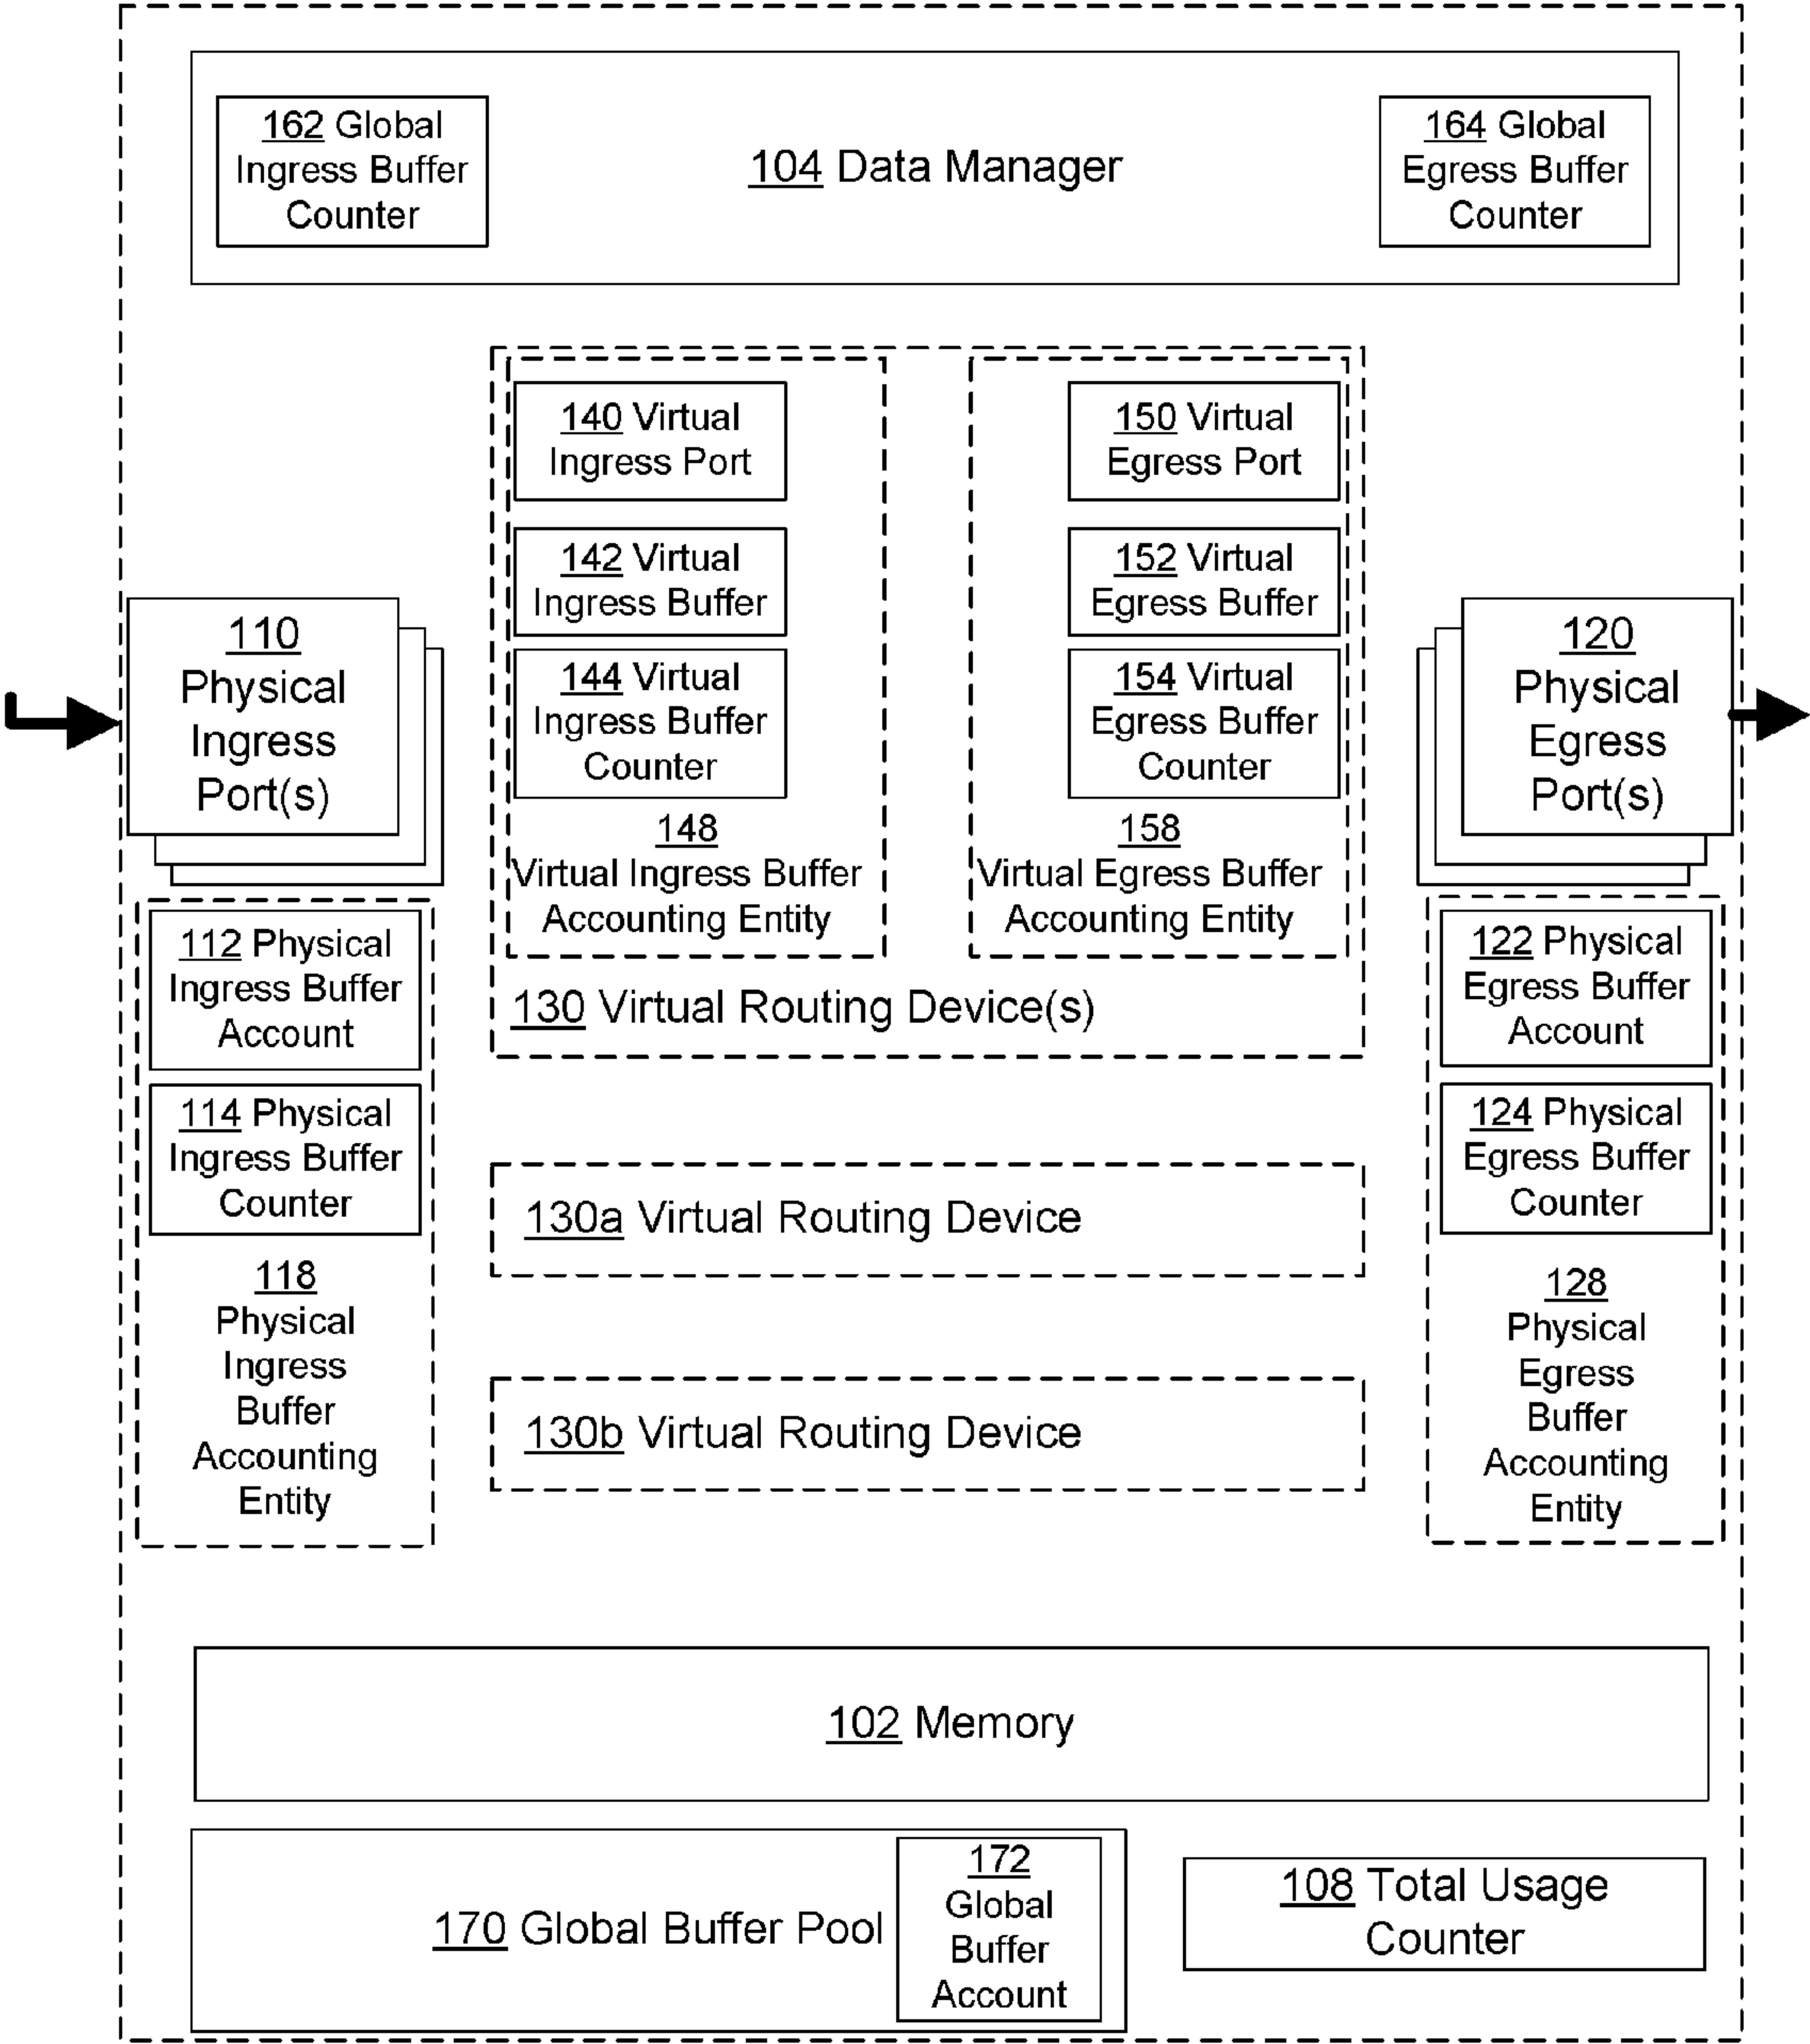 162 Global
Ingress Buffer
Counter
104 Data Manager
164 Global
Egress Buffer
Counter
140 Virtual
Ingress Port
142 Virtual
Ingress Buffer
144 Virtual
Ingress Buffer
Counter
148
Virtual Ingress Buffer
Accounting Entity
150 Virtual
Egress Port
152 Virtual
Egress Buffer
154 Virtual
Egress Buffer
Counter
158
Virtual Egress Buffer
Accounting Entity
130 Virtual Routing Device(s)
110
Physical
Ingress
Port(s)
120
Physical
Egress
Port(s)
112 Physical
Ingress Buffer
Account
114 Physical
Ingress Buffer
Counter
118
Physical
Ingress
Buffer
Accounting
Entity
122 Physical
Egress Buffer
Account
124 Physical
Egress Buffer
Counter
128
Physical
Egress
Buffer
Accounting
Entity
130a Virtual Routing Device
130b Virtual Routing Device
102 Memory
170 Global Buffer Pool
172
Global
Buffer
Account
108 Total Usage
Counter